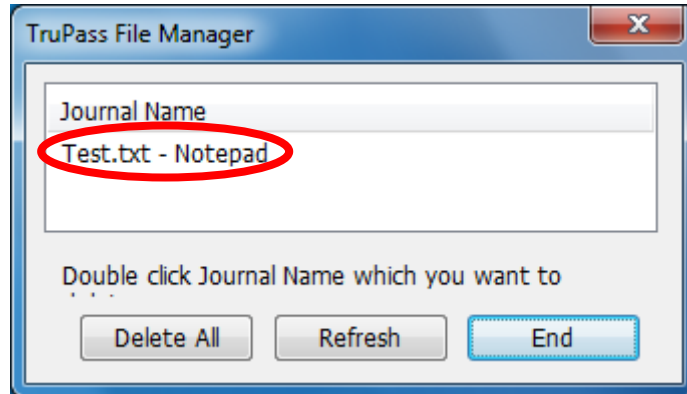 TruPass File Manager
Journal Name
Test.txt - Notepad
Double click Journal Name which you want to
Delete All
Refresh
End